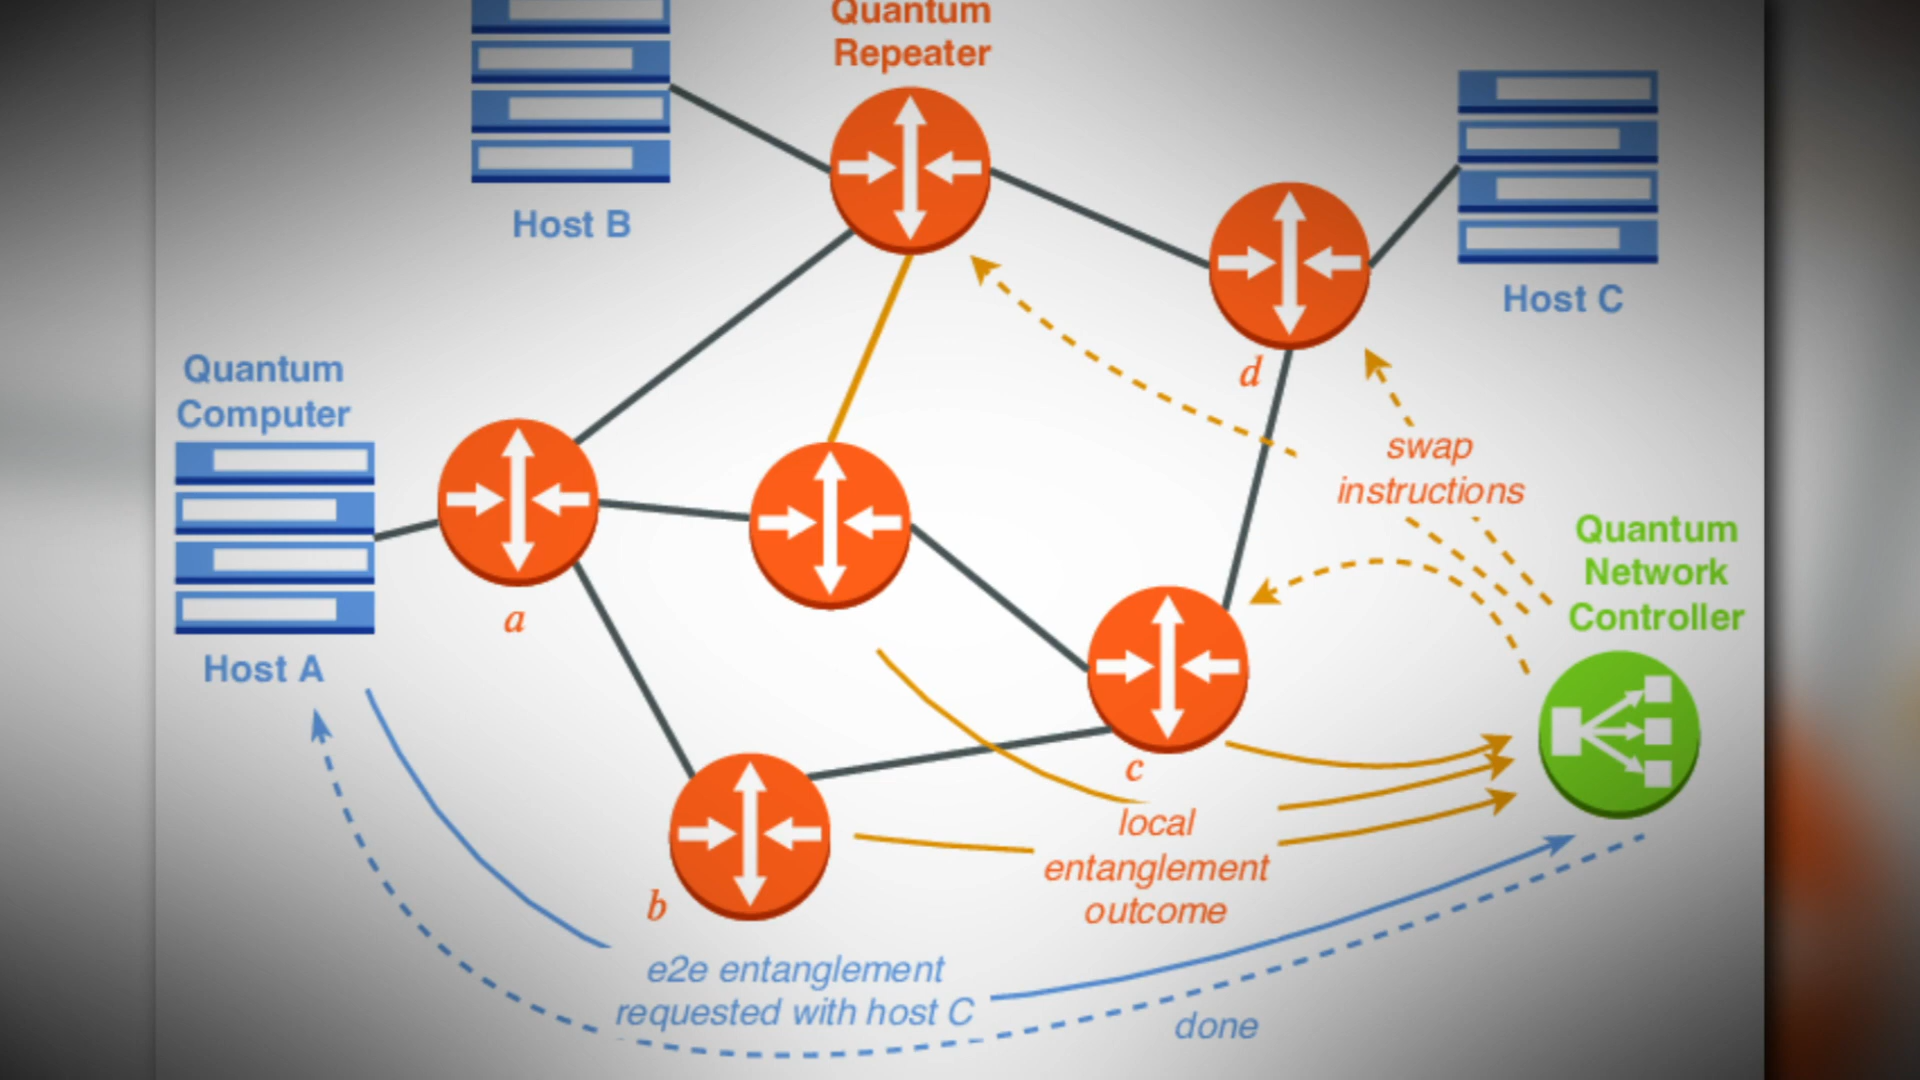 Quantum
Repeater
Host B
Host C
d
Quantum
Computer
swap
instructions
Quantum
Network
Controller
a
Host A
c
local
entanglement
outcome
b
e2e entanglement
requested with host C
done